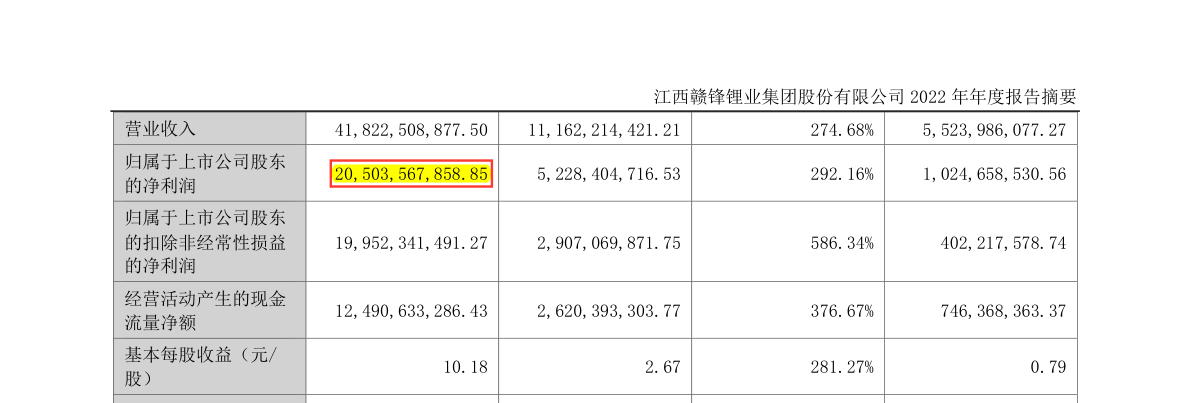 江西赣锋锂业集团股份有限公司 2022 年年度报告摘要
营业收入 41,822,508,877.50 11,162,214,421.21 274.68% 5,523,986,077.27
归属于上市公司股东
的净利润 20,503,567,858.85 5,228,404,716.53 292.16% 1,024,658,530.56
归属于上市公司股东
的扣除非经常性损益
的净利润 19,952,341,491.27 2,907,069,871.75 586.34% 402,217,578.74
经营活动产生的现金
流量净额 12,490,633,286.43 2,620,393,303.77 376.67% 746,368,363.37
基本每股收益（元/
股） 10.18 2.67 281.27% 0.79